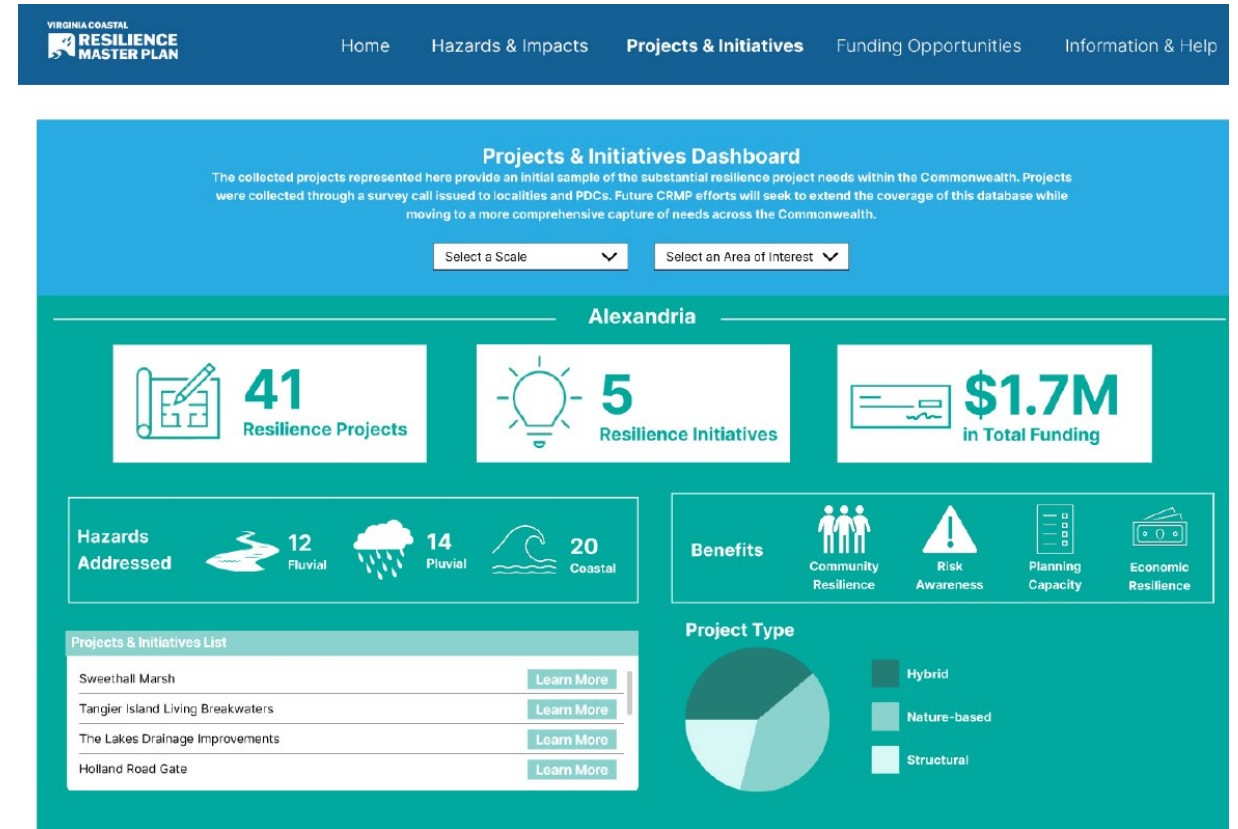 VIRGINIA COASTAL
RESILIENCE
MASTER PLAN
Home
Hazards & Impacts
Projects & Initiatives
Funding Opportunities
Information & Help
Projects & Initiatives Dashboard
The collected projects represented here provide an initial sample of the substantial resilience project needs within the Commonwealth. Projects
were collected through a survey call issued to localities and PDCs. Future CRMP efforts will seek to extend the coverage of this database while
moving to a more comprehensive capture of needs across the Commonwealth.
Select a Scale
Select an Area of Interest
Alexandria
41
Resilience Projects
5
Resilience Initiatives
$1.7M
in Total Funding
Hazards
Addressed
12
Fluvial
14
Pluvial
20
Coastal
Benefits
Community
Resilience
Risk
Awareness
Planning
Capacity
Economic
Resilience
Projects & Initiatives List
Sweethall Marsh
Learn More
Tangier Island Living Breakwaters
Learn More
The Lakes Drainage Improvements
Learn More
Holland Road Gate
Learn More
Project Type
Hybrid
Nature-based
Structural